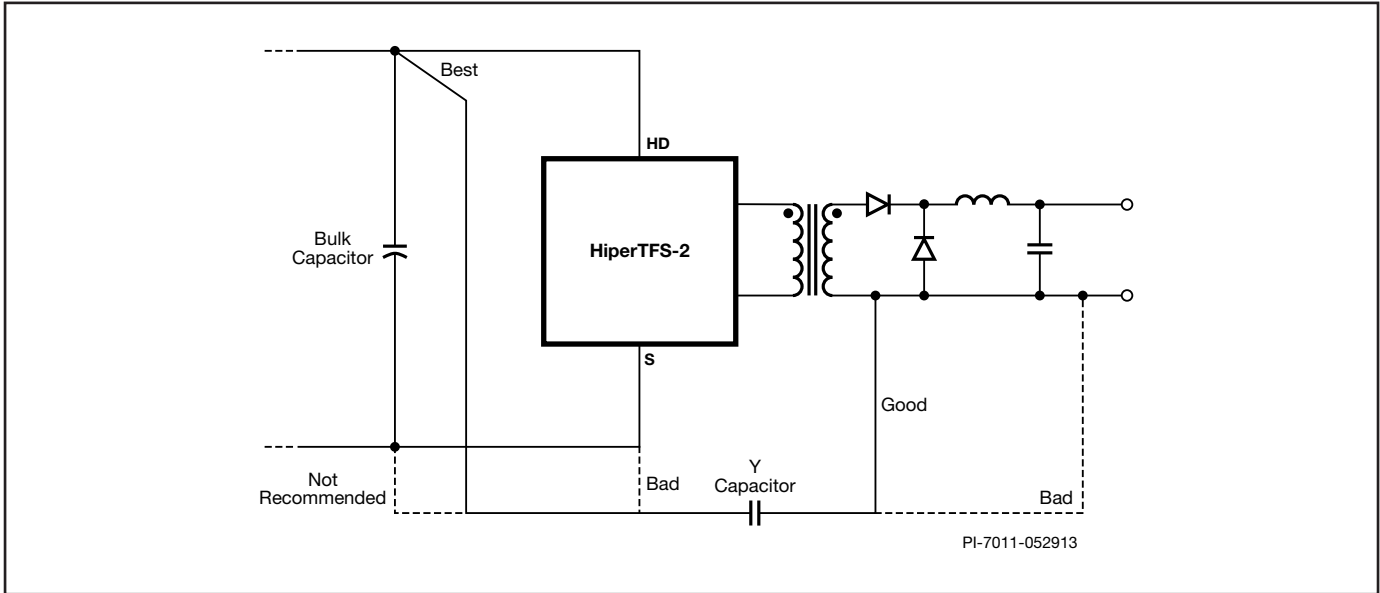 Best
HD
Bulk
Capacitor
HiperTFS-2
S
Good
Not
Recommended
Bad
Y
Capacitor
Bad
PI-7011-052913